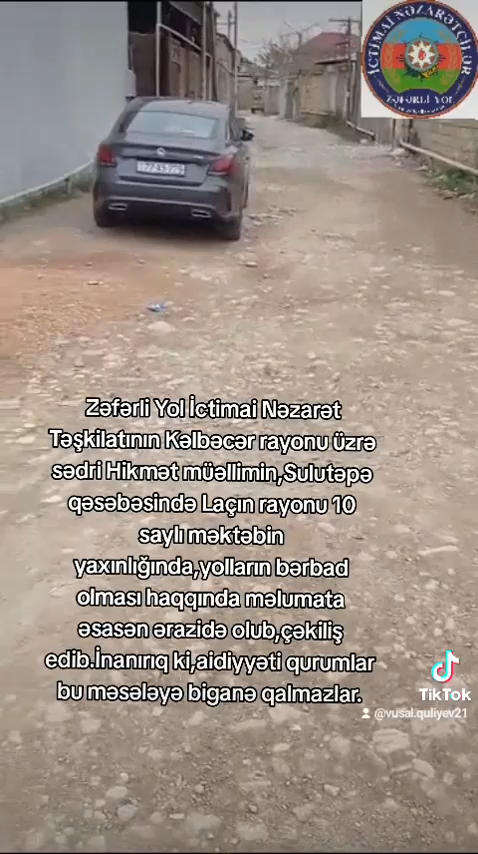 İCTİMAİ NƏZARƏTÇİLƏR
ZƏFƏRLİ YOL
Zəfərli Yol İctimai Nəzarət
Təşkilatının Kəlbəcər rayonu üzrə
sədri Hikmət müəllimin,Sulutəpə
qəsəbəsində Laçın rayonu 10
saylı məktəbin
yaxınlığında,yolların bərbad
olması haqqında məlumata
əsasən ərazidə olub,çəkiliş
edib.İnanırıq ki,aidiyyəti qurumlar
bu məsələyə biganə qalmazlar.
TikTok
@vusal.quliyev21